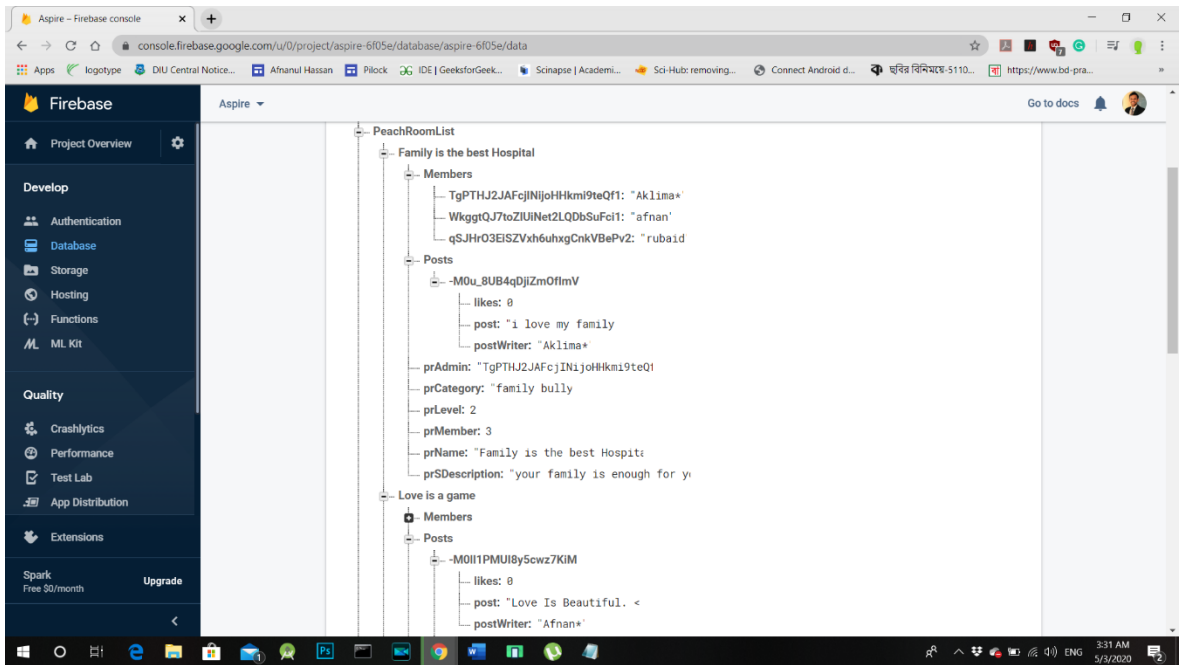 Aspire – Firebase console
console.firebase.google.com/u/0/project/aspire-6f05e/database/aspire-6f05e/data
Apps logotype DIU Central Notice... Afnanul Hassan Pilock IDE | GeeksforGeek... Scinapse | Academi... Sci-Hub: removing... Connect Android d... ছবির বিনিময়ে-5110... https://www.bd-pra...
Firebase
Aspire
Go to docs
Project Overview
Develop
Authentication
Database
Storage
Hosting
Functions
ML Kit
Quality
Crashlytics
Performance
Test Lab
App Distribution
Extensions
Spark
Free $0/month
Upgrade
PeachRoomList
Family is the best Hospital
Members
TgPTHJ2JAFcjINijoHHkmi9teQf1: "Aklima*"
WkggtQJ7toZIUiNet2LQDbSuFci1: "afnan"
qSJHrO3EISZVxh6uhxgCnkVBePv2: "rubaid
Posts
-M0u_8UB4qDjiZmOfImV
likes: 0
post: "i love my family
postWriter: "Aklima*"
prAdmin: "TgPTHJ2JAFcjINijoHHkmi9teQf
prCategory: "family bully
prLevel: 2
prMember: 3
prName: "Family is the best Hospita
prSDescription: "your family is enough for yo
Love is a game
Members
Posts
-M0II1PMUI8y5cwz7KiM
likes: 0
post: "Love Is Beautiful. <
postWriter: "Afnan*"
ENG
3:31 AM
5/3/2020